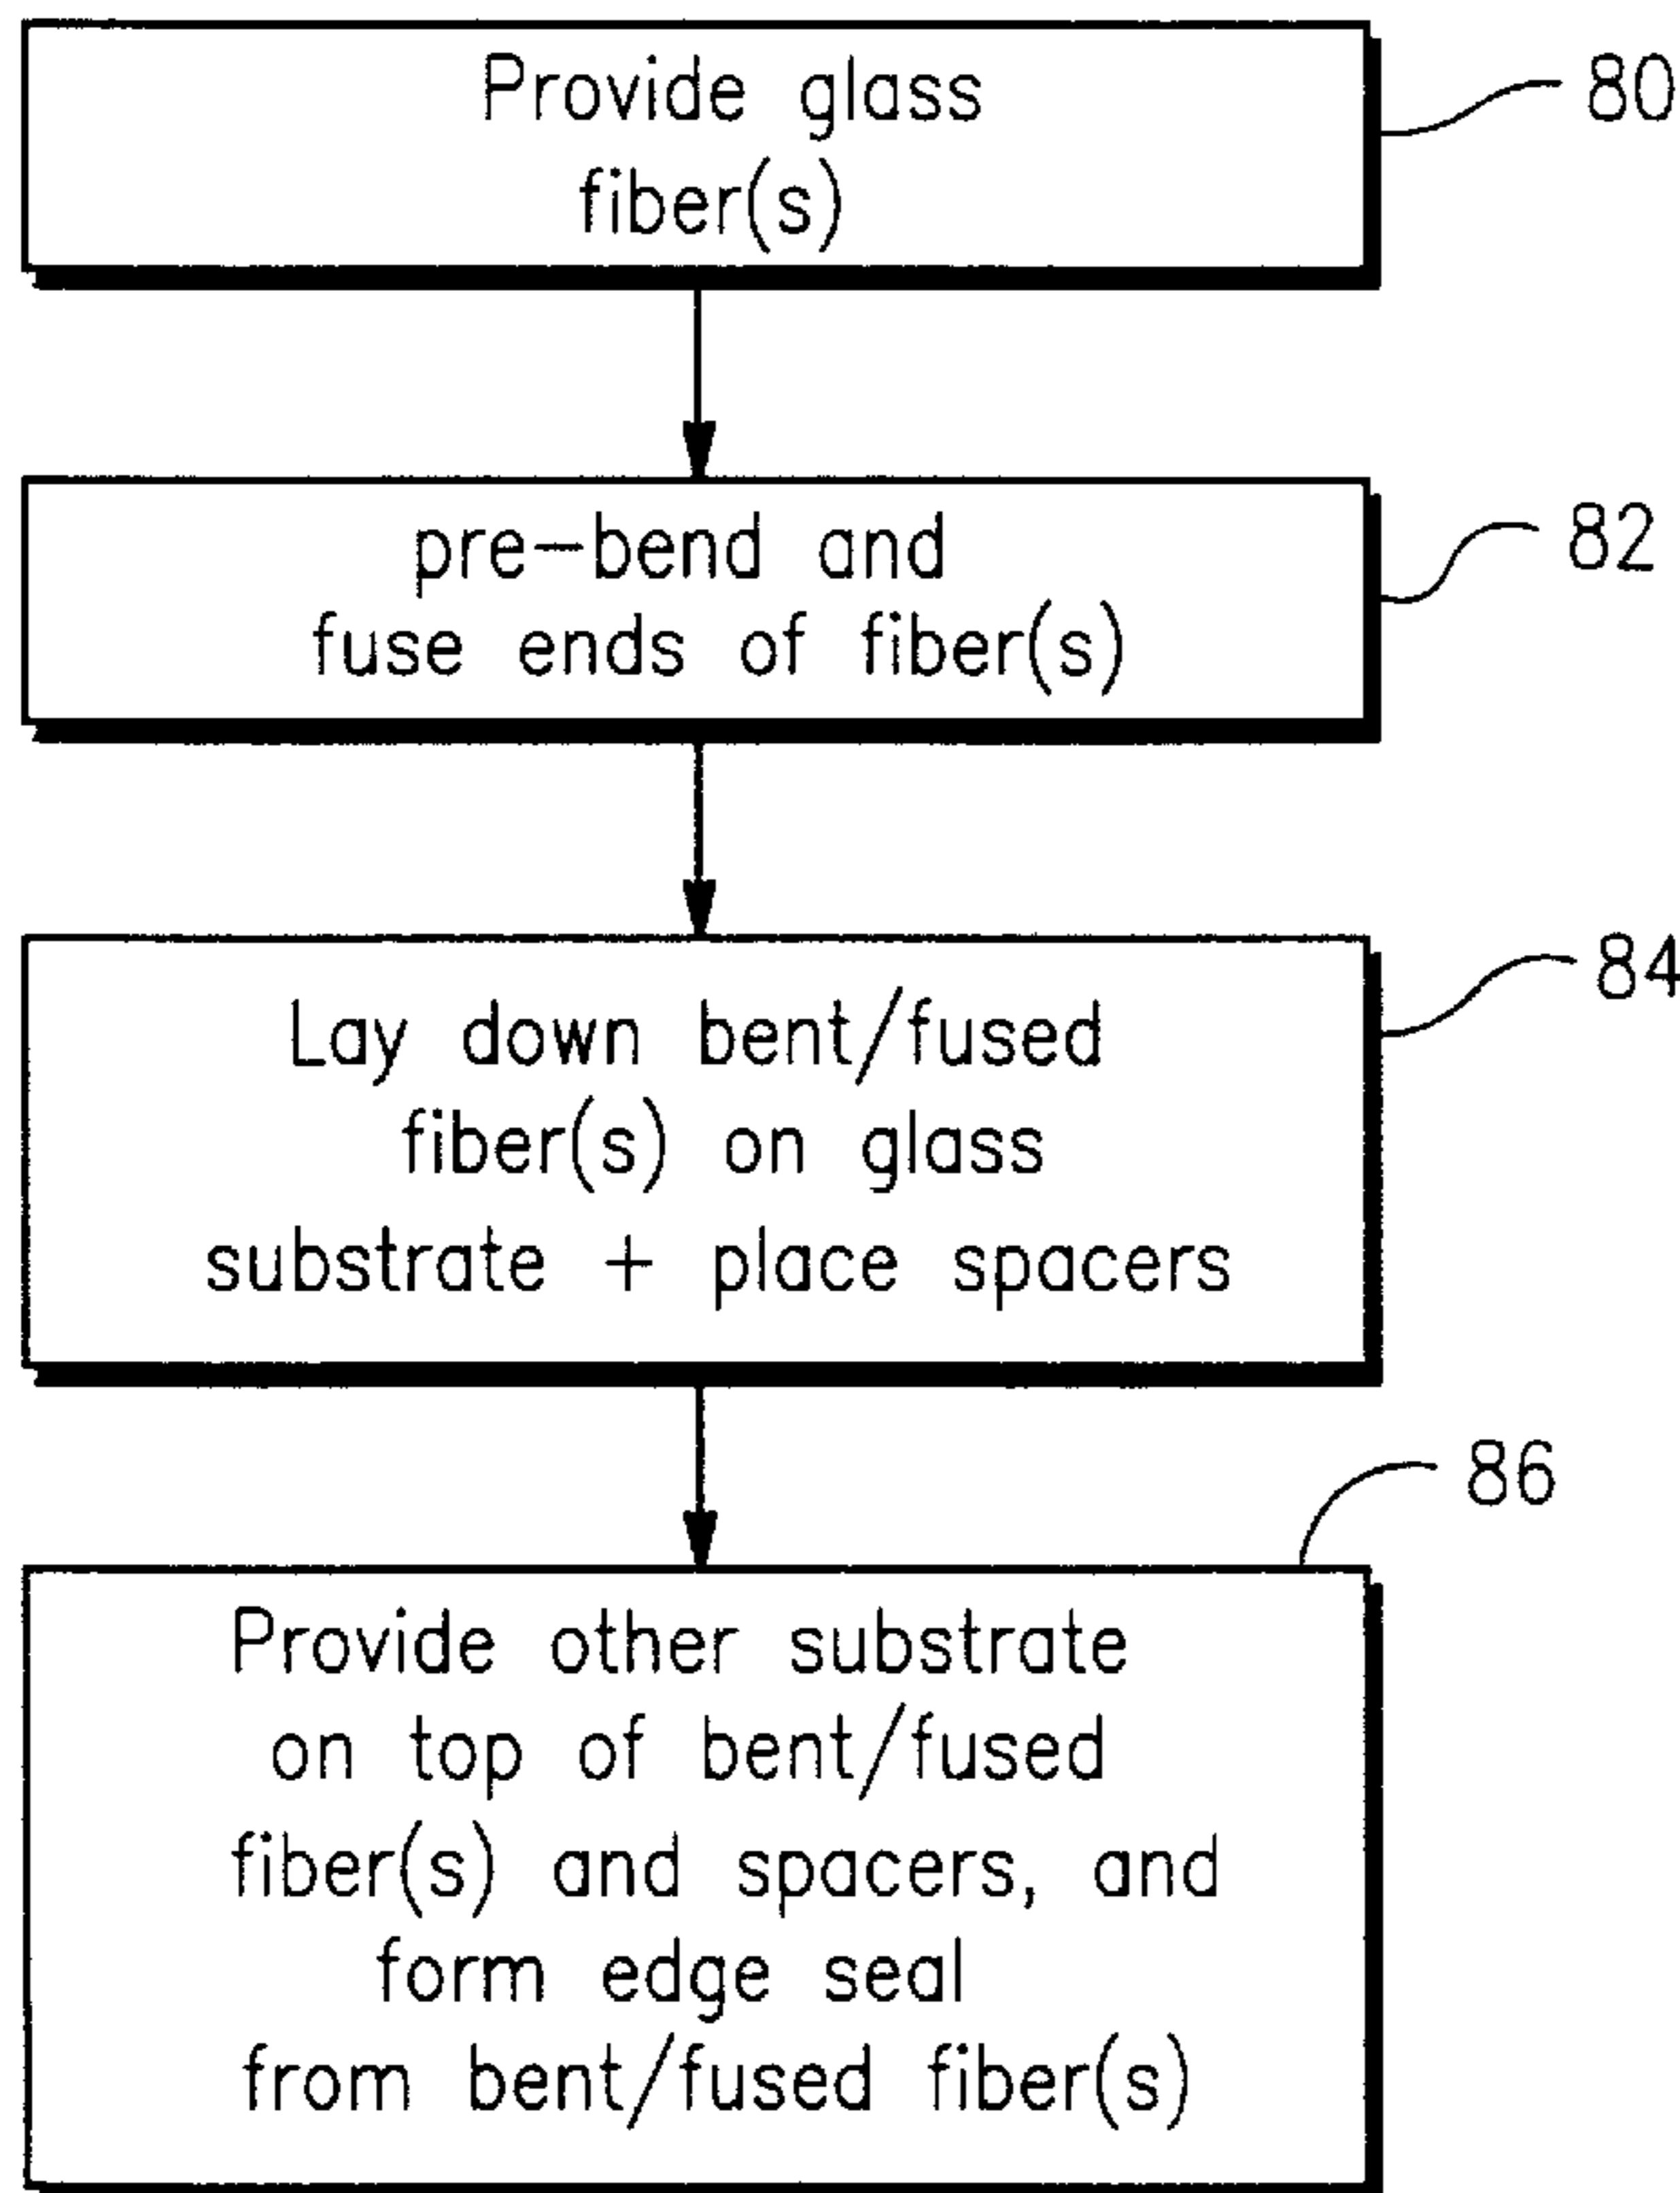 Provide glass
fiber(s)
80
pre-bend and
fuse ends of fiber(s)
82
Lay down bent/fused
fiber(s) on glass
substrate + place spacers
84
86
Provide other substrate
on top of bent/fused
fiber(s) and spacers, and
form edge seal
from bent/fused fiber(s)